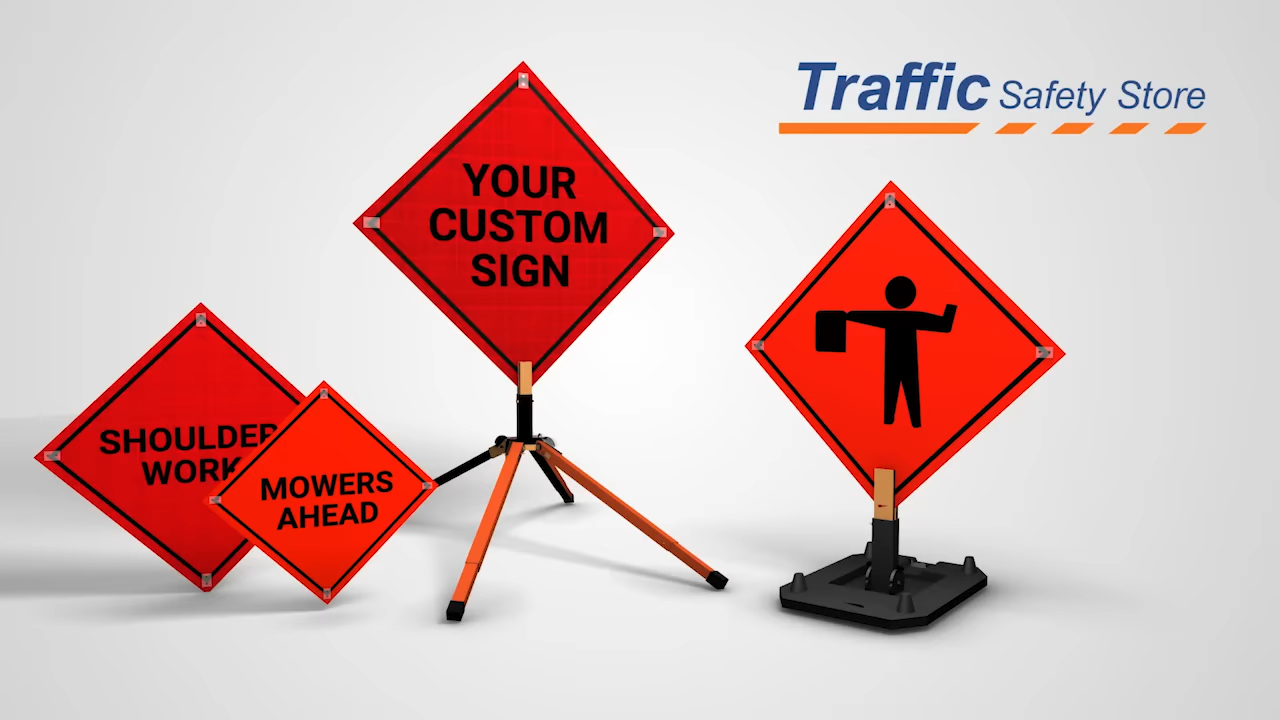 Traffic Safety Store
YOUR
CUSTOM
SIGN
SHOULDER
WORK
MOWERS
AHEAD